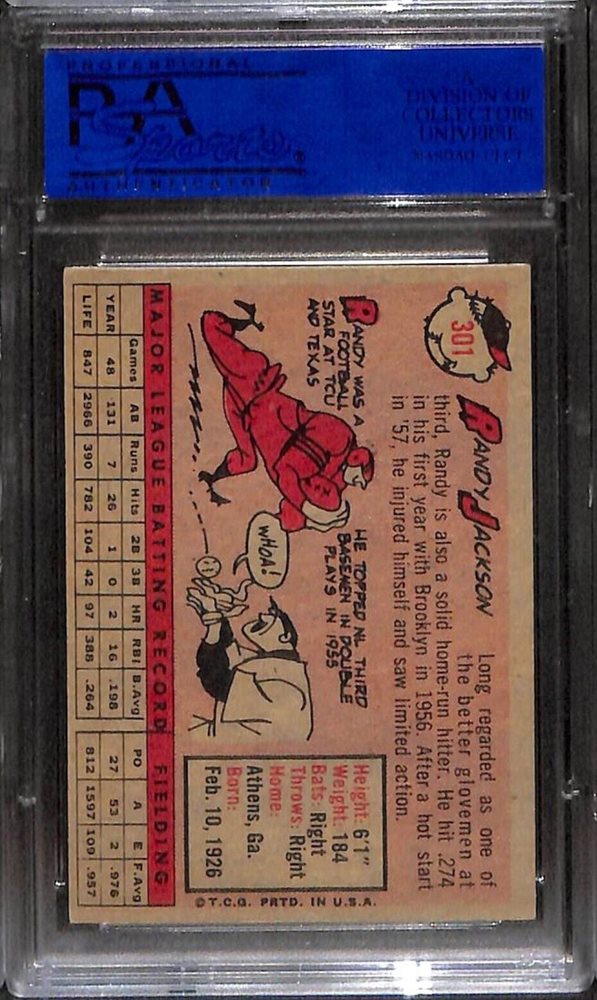 PROFESSIONAL
PSA
Sports®
AUTHENTICATOR
A
DIVISION OF
COLLECTORS
UNIVERSE
NASDAQ: CLCT
301
RANDY JACKSON
Long regarded as one of
the better glovemen at
third, Randy is also a solid home-run hitter. He hit .274
in his first year with Brooklyn in 1956. After a hot start
in '57, he injured himself and saw limited action.
RANDY WAS A
FOOTBALL
STAR AT TCU
AND TEXAS
HE TOPPED NL THIRD
BASEMEN IN DOUBLE
PLAYS IN 1955
WHOA!
Height: 6'1"
Weight: 184
Bats: Right
Throws: Right
Home:
Athens, Ga.
Born:
Feb. 10, 1926
MAJOR LEAGUE BATTING RECORD FIELDING
Games AB Runs Hits 2B 3B HR RBI B.Avg PO A E F.Avg
YEAR 48 131 7 26 1 0 2 16 .198 27 53 2 .976
LIFE 847 2966 390 782 104 42 97 388 .264 812 1597 109 .957
©T.C.G. PRTD. IN U.S.A.